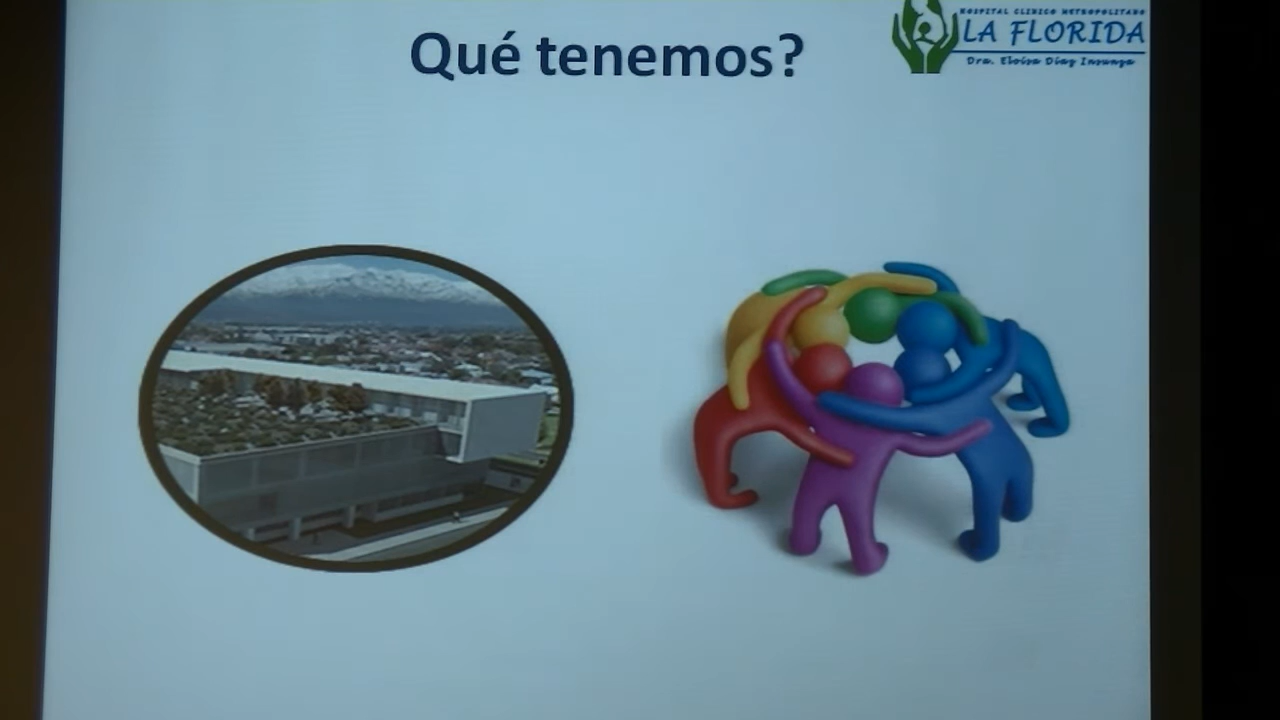 Qué tenemos?
HOSPITAL CLINICO METROPOLITANO
LA FLORIDA
Dra. Eloísa Díaz Insunza